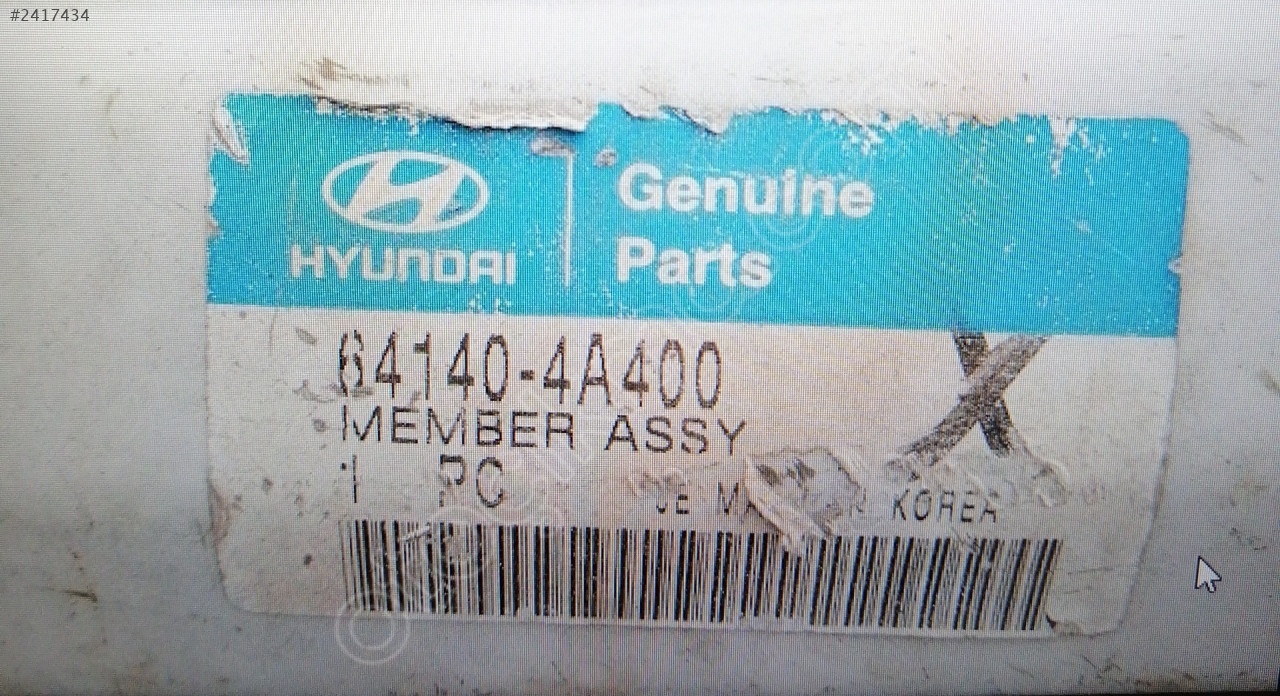 #2417434
HYUNDAI
Genuine
Parts
64140-4A400
MEMBER ASSY
1 PC
KOREA